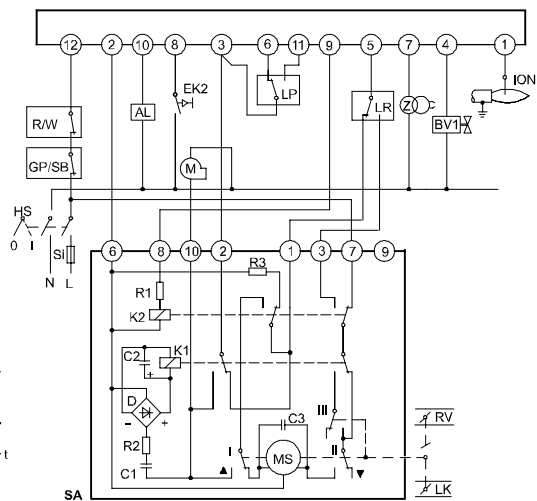 12 2 10 8 3 6 11 9 5 7 4 1
ION
EK2
R/W
AL
LP
LR
Z
BV1
GP/SB
M
HS
0 I
Si
N L
6 8 10 2 1 3 7 9
R3
R1
K2
K1
C2
+
D
- +
III
C3
RV
R2
I
MS
II
t
C1
LK
SA